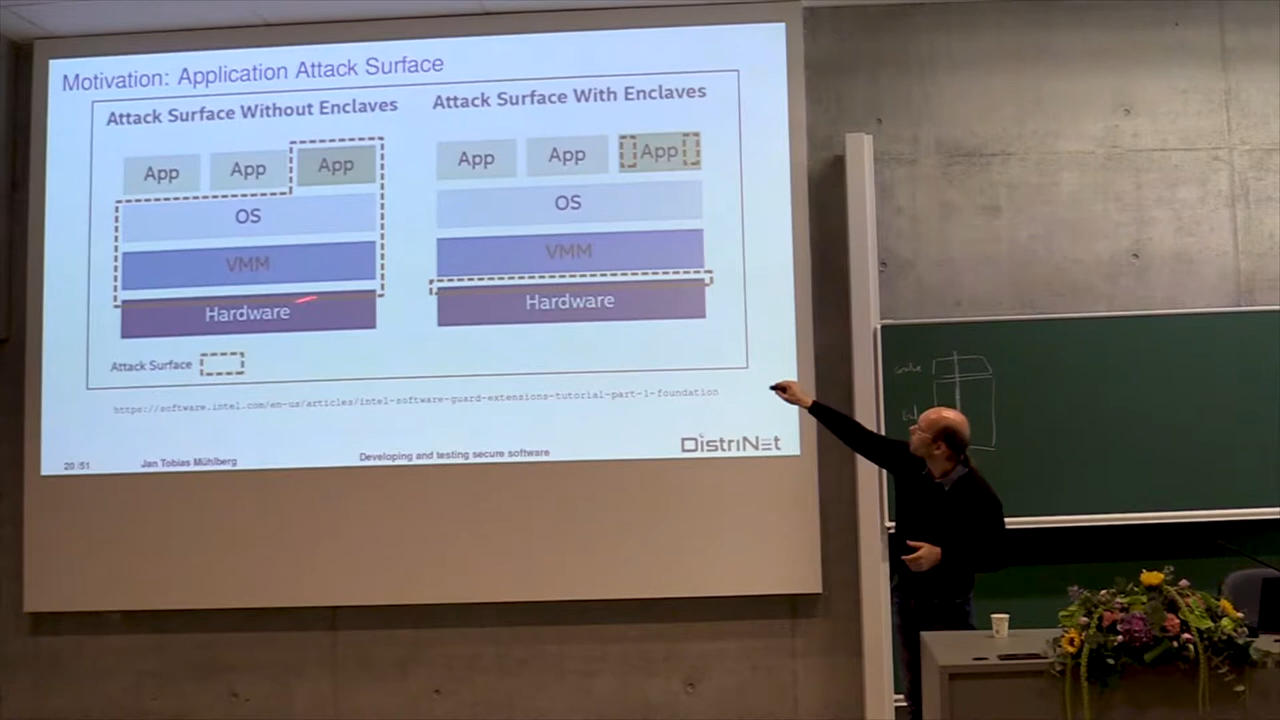 Motivation: Application Attack Surface
Attack Surface Without Enclaves
App App App
OS
VMM
Hardware
Attack Surface
Attack Surface With Enclaves
App App App
OS
VMM
Hardware
https://software.intel.com/en-us/articles/intel-software-guard-extensions-tutorial-part-1-foundation
20 /51 Jan Tobias Mühlberg Developing and testing secure software DistriNet